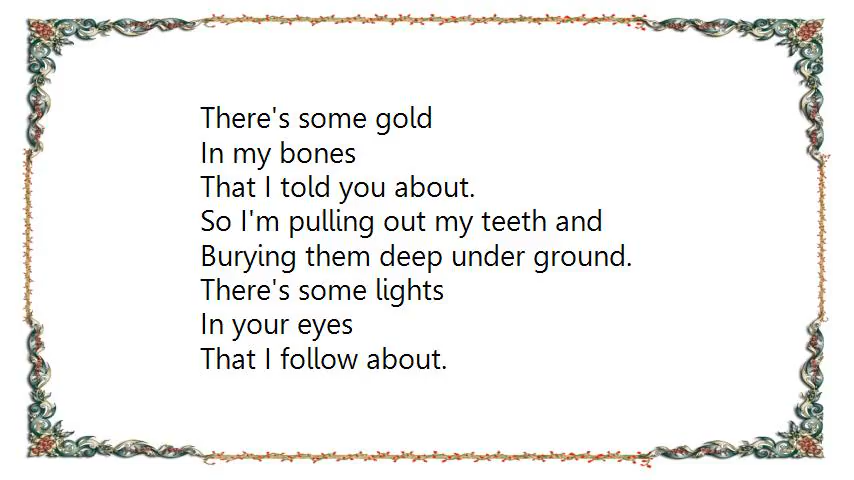 There's some gold
In my bones
That I told you about.
So I'm pulling out my teeth and
Burying them deep under ground.
There's some lights
In your eyes
That I follow about.